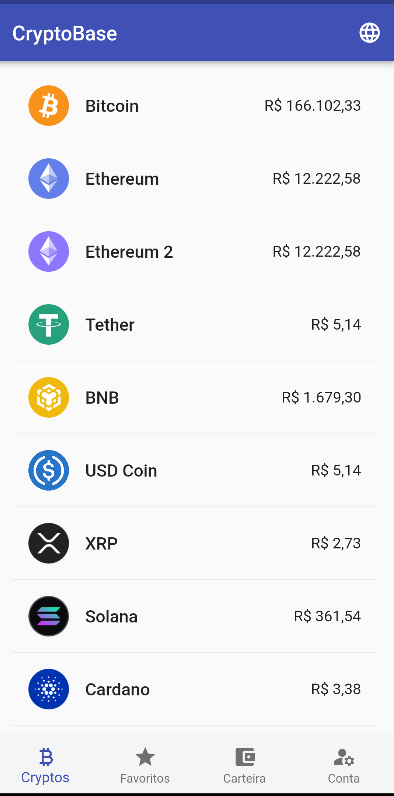 CryptoBase
Bitcoin R$ 166.102,33
Ethereum R$ 12.222,58
Ethereum 2 R$ 12.222,58
Tether R$ 5,14
BNB R$ 1.679,30
USD Coin R$ 5,14
XRP R$ 2,73
Solana R$ 361,54
Cardano R$ 3,38
Cryptos Favoritos Carteira Conta